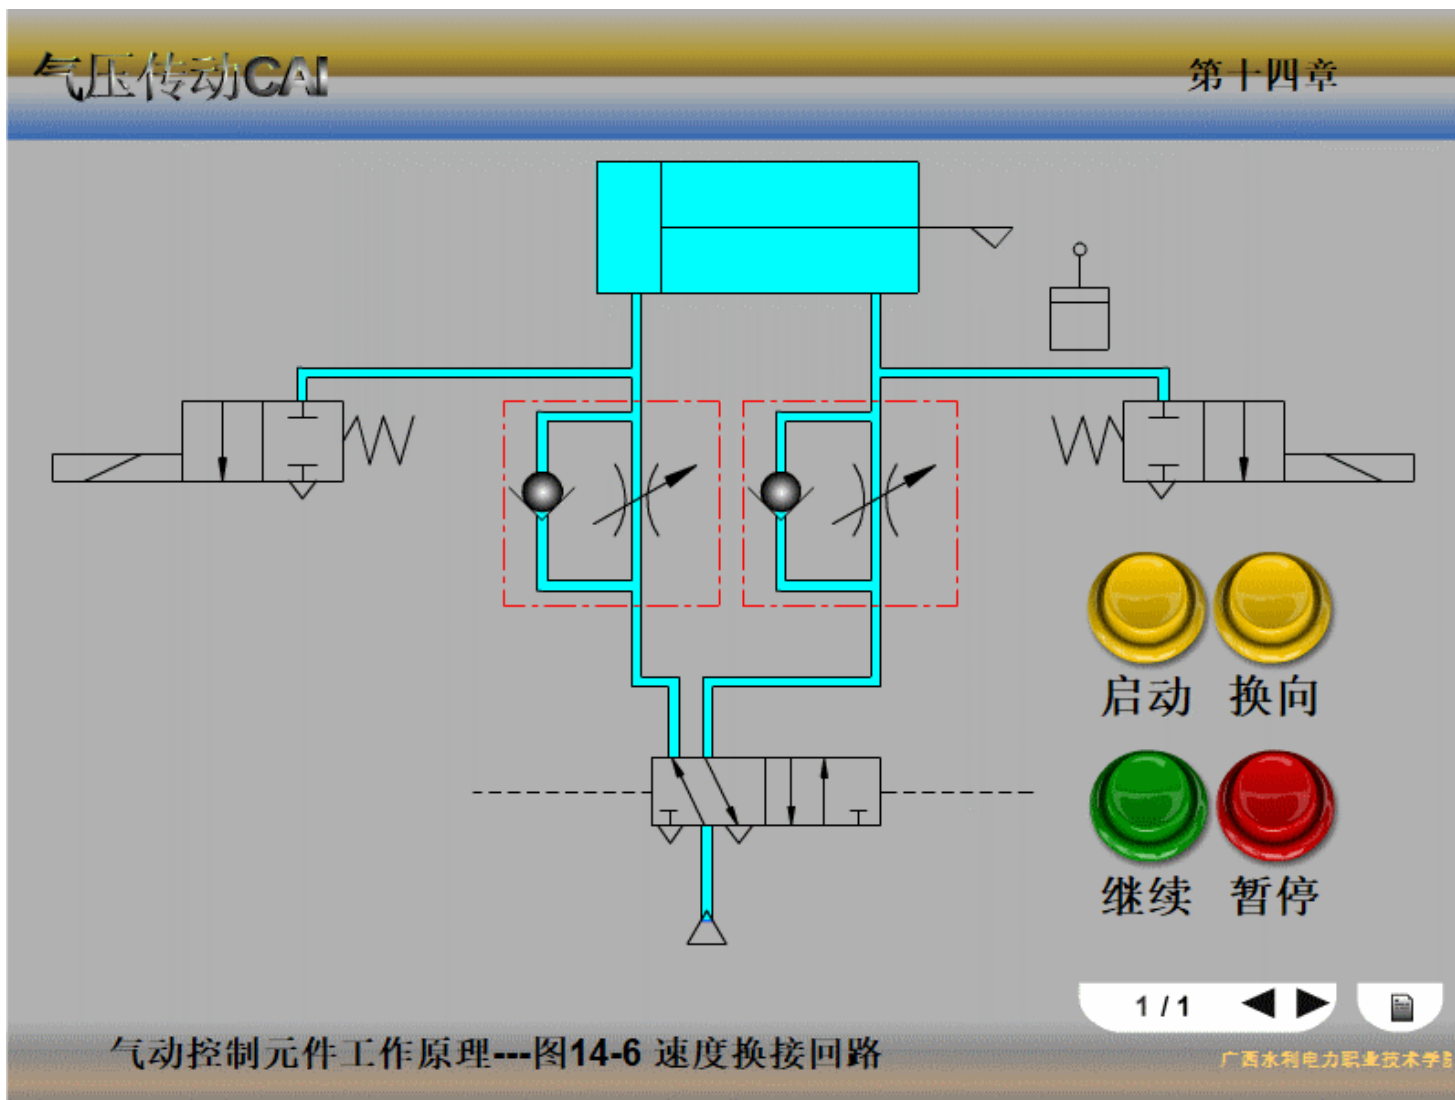 气压传动CAI
第十四章
启动 换向
继续 暂停
1 / 1
气动控制元件工作原理---图14-6 速度换接回路
广西水利电力职业技术学